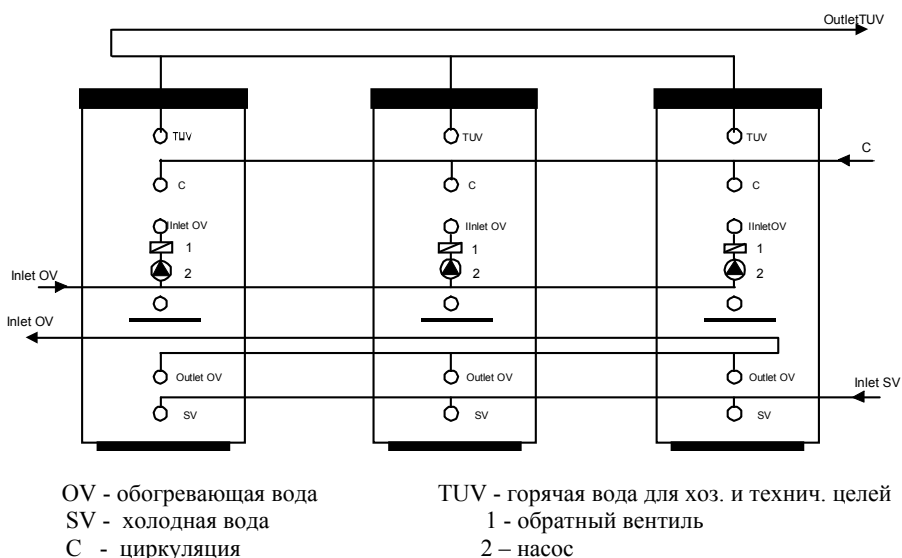 OutletTUV
TUV TUV TUV
C
C C C
IInlet OV IInlet OV IInletOV
1 1 1
Inlet OV 2 2 2
Inlet OV
Outlet OV Outlet OV Outlet OV
Inlet SV
SV SV SV
OV - обогревающая вода TUV - горячая вода для хоз. и технич. целей
SV - холодная вода 1 - обратный вентиль
C - циркуляция 2 – насос